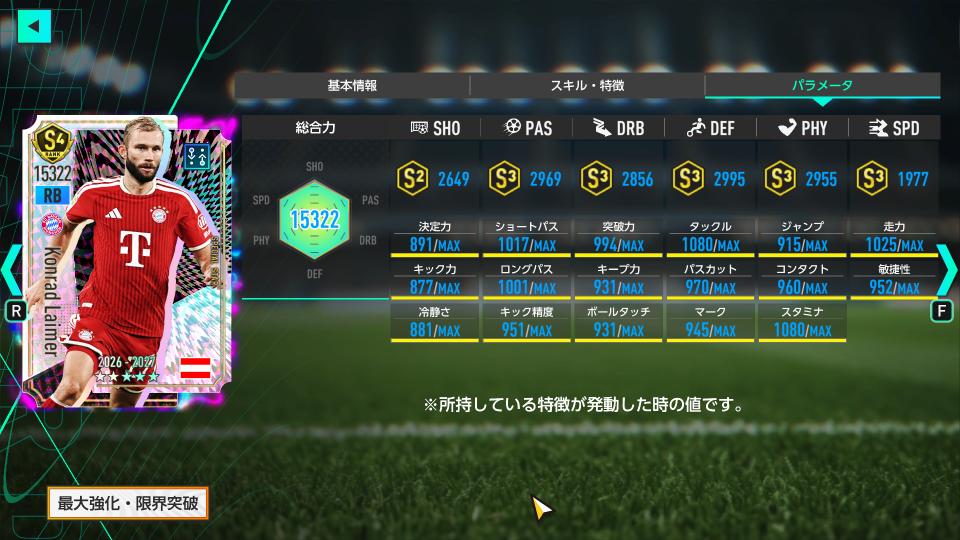 基本情報
スキル・特徴
パラメータ
総合力
SHO
PAS
DRB
DEF
PHY
SPD
S4
RANK
15322
RB
Konrad Laimer
2026 - 2027
SHO
SPD
PAS
15322
PHY
DRB
DEF
S2 2649
S3 2969
S3 2856
S3 2995
S3 2955
S3 1977
決定力
ショートパス
突破力
タックル
ジャンプ
走力
891/MAX
1017/MAX
994/MAX
1080/MAX
915/MAX
1025/MAX
キック力
ロングパス
キープ力
パスカット
コンタクト
敏捷性
877/MAX
1001/MAX
931/MAX
970/MAX
960/MAX
952/MAX
冷静さ
キック精度
ボールタッチ
マーク
スタミナ
881/MAX
951/MAX
931/MAX
945/MAX
1080/MAX
R
F
※所持している特徴が発動した時の値です。
最大強化・限界突破